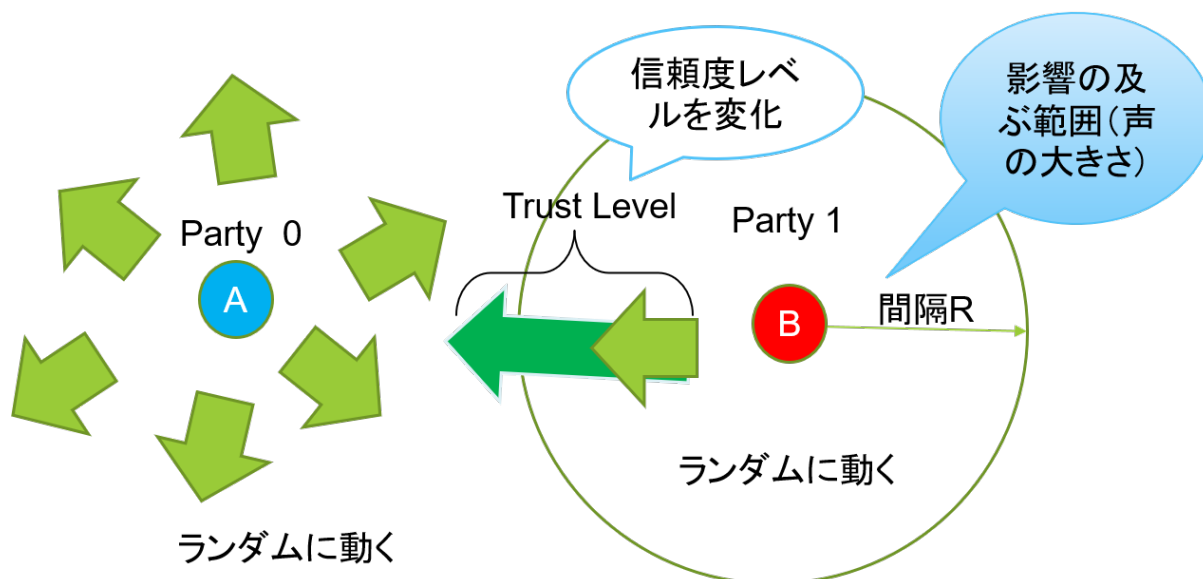 信頼度レベ
ルを変化
影響の及
ぶ範囲（声
の大きさ）
Trust Level
Party 1
Party 0
A
B
間隔R
ランダムに動く
ランダムに動く